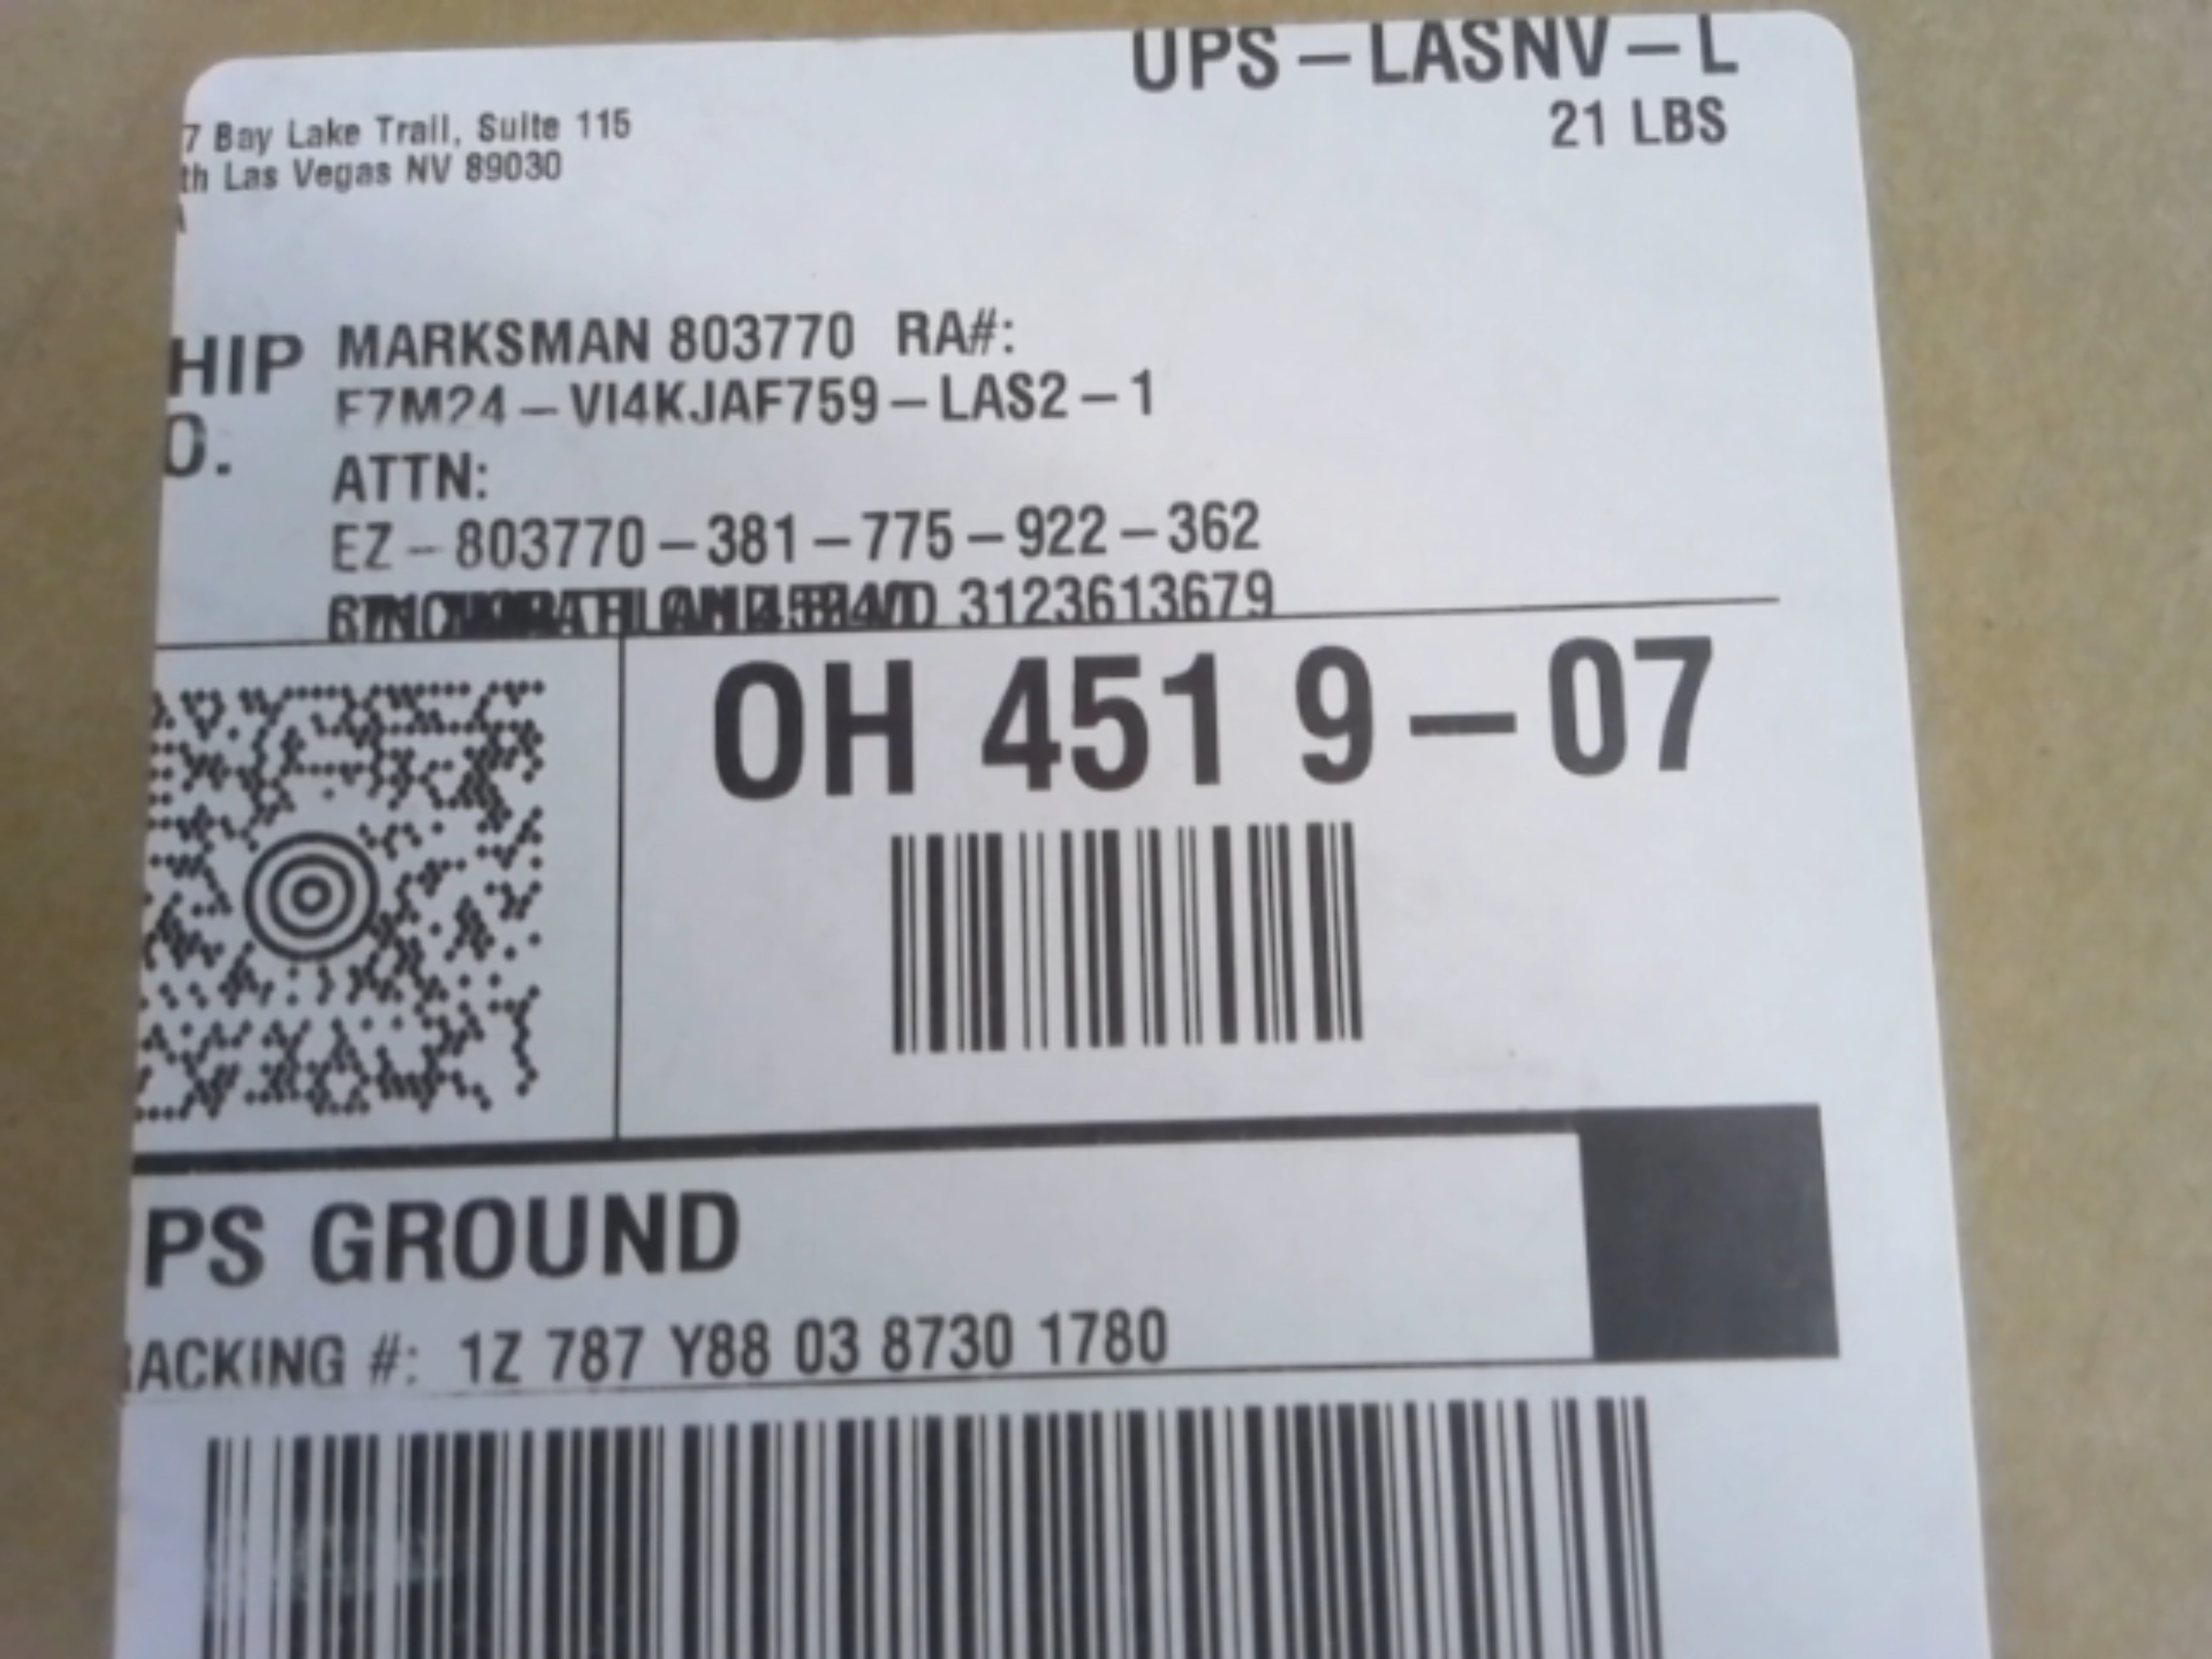 UPS – LASNV – L
21 LBS
7 Bay Lake Trail, Suite 115
th Las Vegas NV 89030
HIP
O.
MARKSMAN 803770 RA#:
F7M24 – VI4KJAF759 – LAS2 – 1
ATTN:
EZ – 803770 – 381 – 775 – 922 – 362
3123613679
OH 451 9 – 07
PS GROUND
ACKING #: 1Z 787 Y88 03 8730 1780